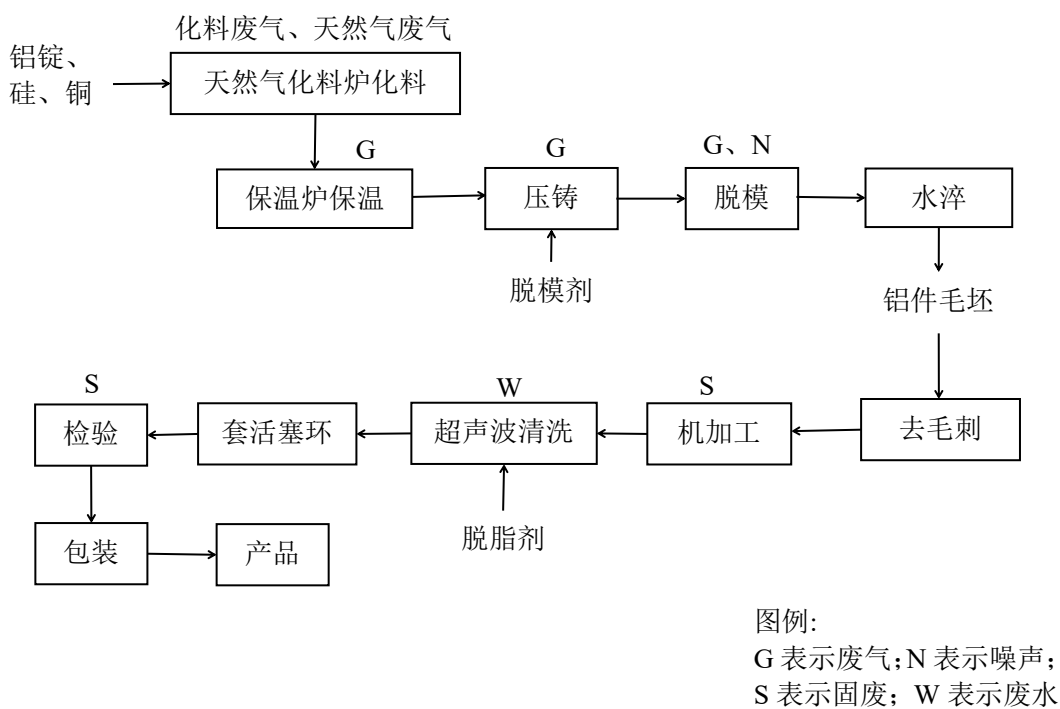 化料废气、天然气废气
铝锭、
硅、铜
天然气化料炉化料
G
G
G、N
保温炉保温
压铸
脱模
水淬
脱模剂
铝件毛坯
S
W
S
检验
套活塞环
超声波清洗
机加工
去毛刺
脱脂剂
包装
产品
图例:
G 表示废气;N 表示噪声;
S 表示固废；W 表示废水